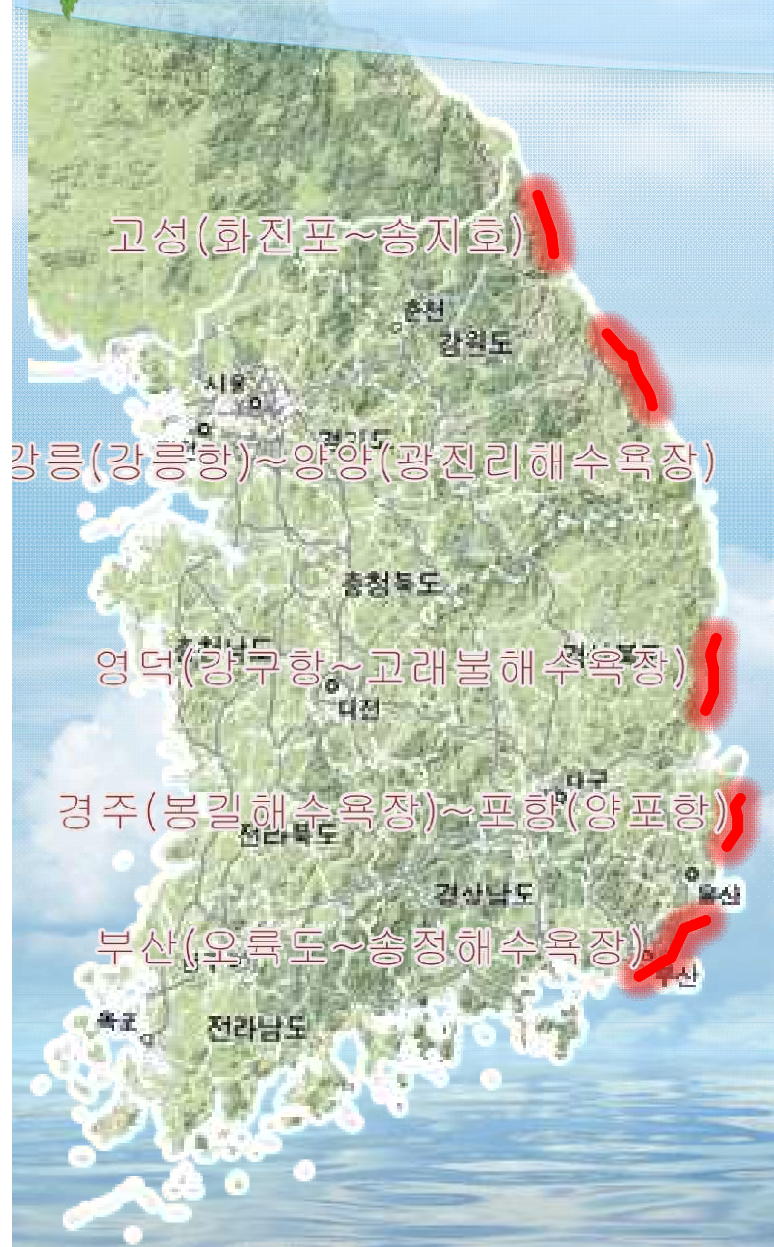 고성(화진포~송지호)
춘천
강원도
서울
경기도
강릉(강릉항)~양양(광진리해수욕장)
충청북도
영덕(강구항~고래불해수욕장)
대전
대구
경주(봉길해수욕장)~포항(양포항)
전라북도
경상남도
울산
부산(오륙도~송정해수욕장)
부산
목포
전라남도